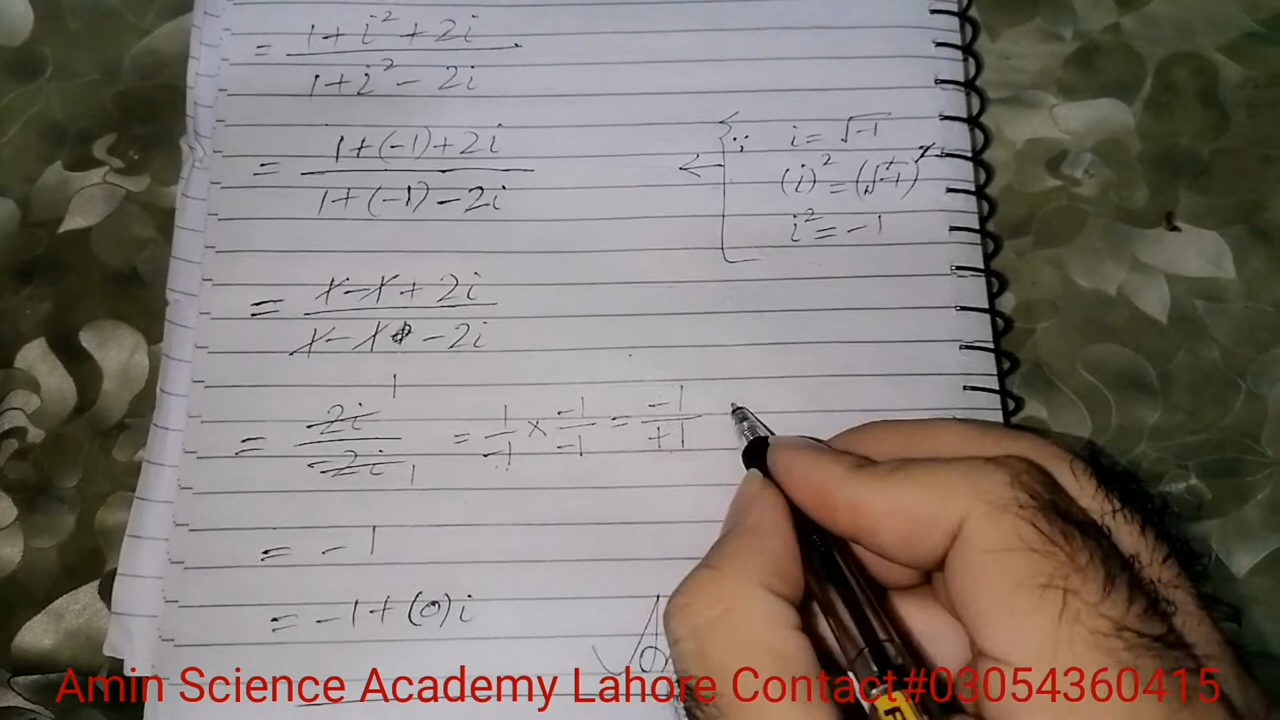 = (1+i²+2i)/(1+i²-2i)
= (1+(-1)+2i)/(1+(-1)-2i)
∵ i = √-1
(i)² = (√-1)²
i² = -1
= (1-1+2i)/(1-1-2i)
= 2i/-2i 1 1 = 1/-1 × -1/-1 = -1/+1
= -1
= -1+(0)i
Amin Science Academy Lahore Contact#03054360415